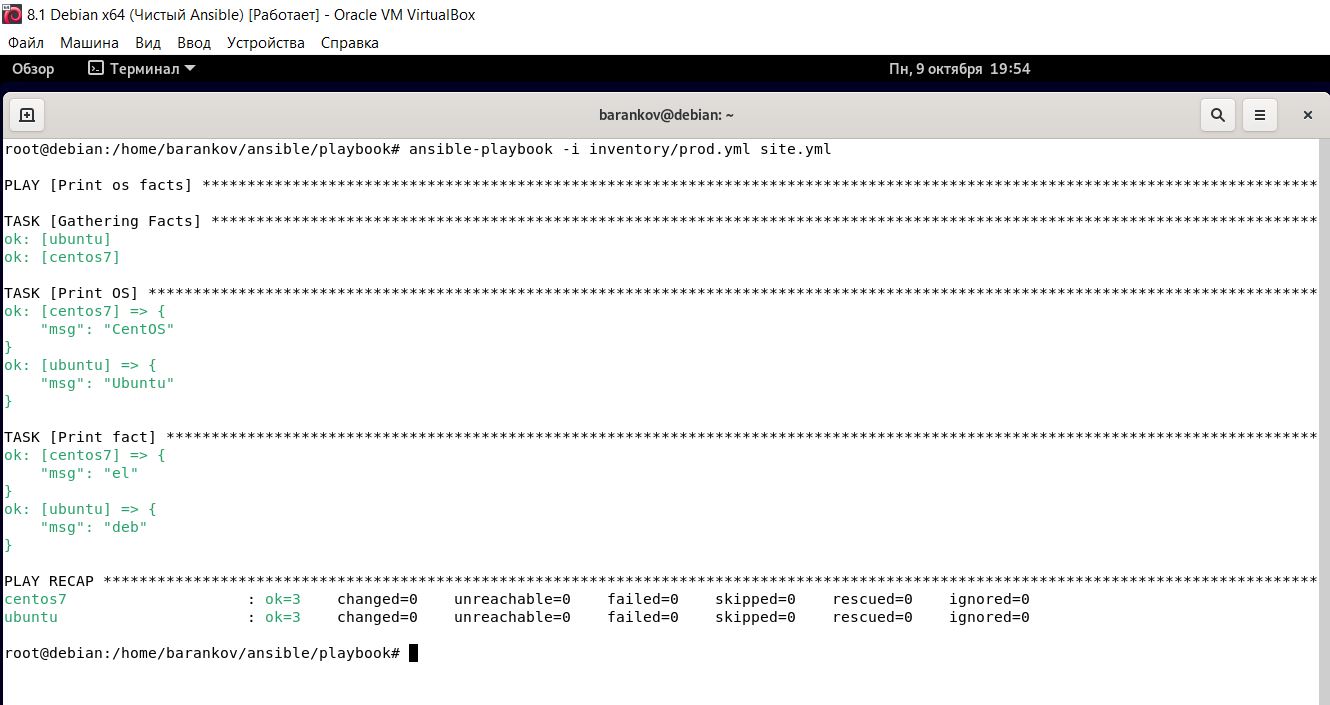 8.1 Debian x64 (Чистый Ansible) [Работает] - Oracle VM VirtualBox
Файл Машина Вид Ввод Устройства Справка
Обзор Терминал Пн, 9 октября 19:54
barankov@debian: ~
root@debian:/home/barankov/ansible/playbook# ansible-playbook -i inventory/prod.yml site.yml
PLAY [Print os facts] ****************************************************************************************************************************
TASK [Gathering Facts] ***************************************************************************************************************************
ok: [ubuntu]
ok: [centos7]
TASK [Print OS] **********************************************************************************************************************************
ok: [centos7] => {
    "msg": "CentOS"
}
ok: [ubuntu] => {
    "msg": "Ubuntu"
}
TASK [Print fact] ********************************************************************************************************************************
ok: [centos7] => {
    "msg": "el"
}
ok: [ubuntu] => {
    "msg": "deb"
}
PLAY RECAP ***************************************************************************************************************************************
centos7                    : ok=3    changed=0    unreachable=0    failed=0    skipped=0    rescued=0    ignored=0
ubuntu                     : ok=3    changed=0    unreachable=0    failed=0    skipped=0    rescued=0    ignored=0
root@debian:/home/barankov/ansible/playbook#